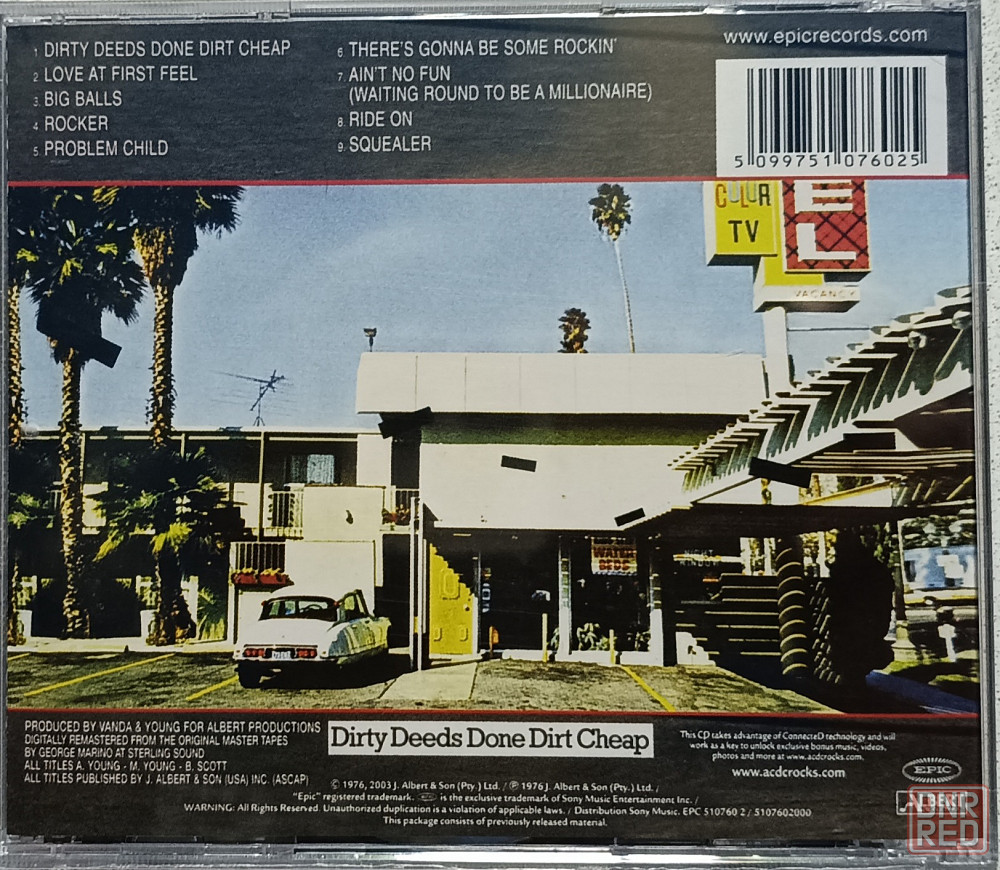 1 DIRTY DEEDS DONE DIRT CHEAP
2 LOVE AT FIRST FEEL
3 BIG BALLS
4 ROCKER
5 PROBLEM CHILD
6 THERE'S GONNA BE SOME ROCKIN'
7 AIN'T NO FUN
(WAITING ROUND TO BE A MILLIONAIRE)
8 RIDE ON
9 SQUEALER
www.epicrecords.com
5 099751 076025
COLOR
TV
EL
VACANCY
WATER
BEDS
NIGHT
WINDOW
PRODUCED BY VANDA & YOUNG FOR ALBERT PRODUCTIONS
DIGITALLY REMASTERED FROM THE ORIGINAL MASTER TAPES
BY GEORGE MARINO AT STERLING SOUND
ALL TITLES A. YOUNG - M. YOUNG - B. SCOTT
ALL TITLES PUBLISHED BY J. ALBERT & SON (USA) INC. (ASCAP)
Dirty Deeds Done Dirt Cheap
This CD takes advantage of ConnecteD technology and will
work as a key to unlock exclusive bonus music, videos,
photos and more at www.acdcrocks.com.
www.acdcrocks.com
EPIC
ALBERT
© 1976, 2003 J. Albert & Son (Pty.) Ltd. / ℗ 1976 J. Albert & Son (Pty.) Ltd. /
"Epic" registered trademark. is the exclusive trademark of Sony Music Entertainment Inc. /
WARNING: All Rights Reserved. Unauthorized duplication is a violation of applicable laws. / Distribution Sony Music. EPC 510760 2 / 5107602000
This package consists of previously released material.
DNR
RED